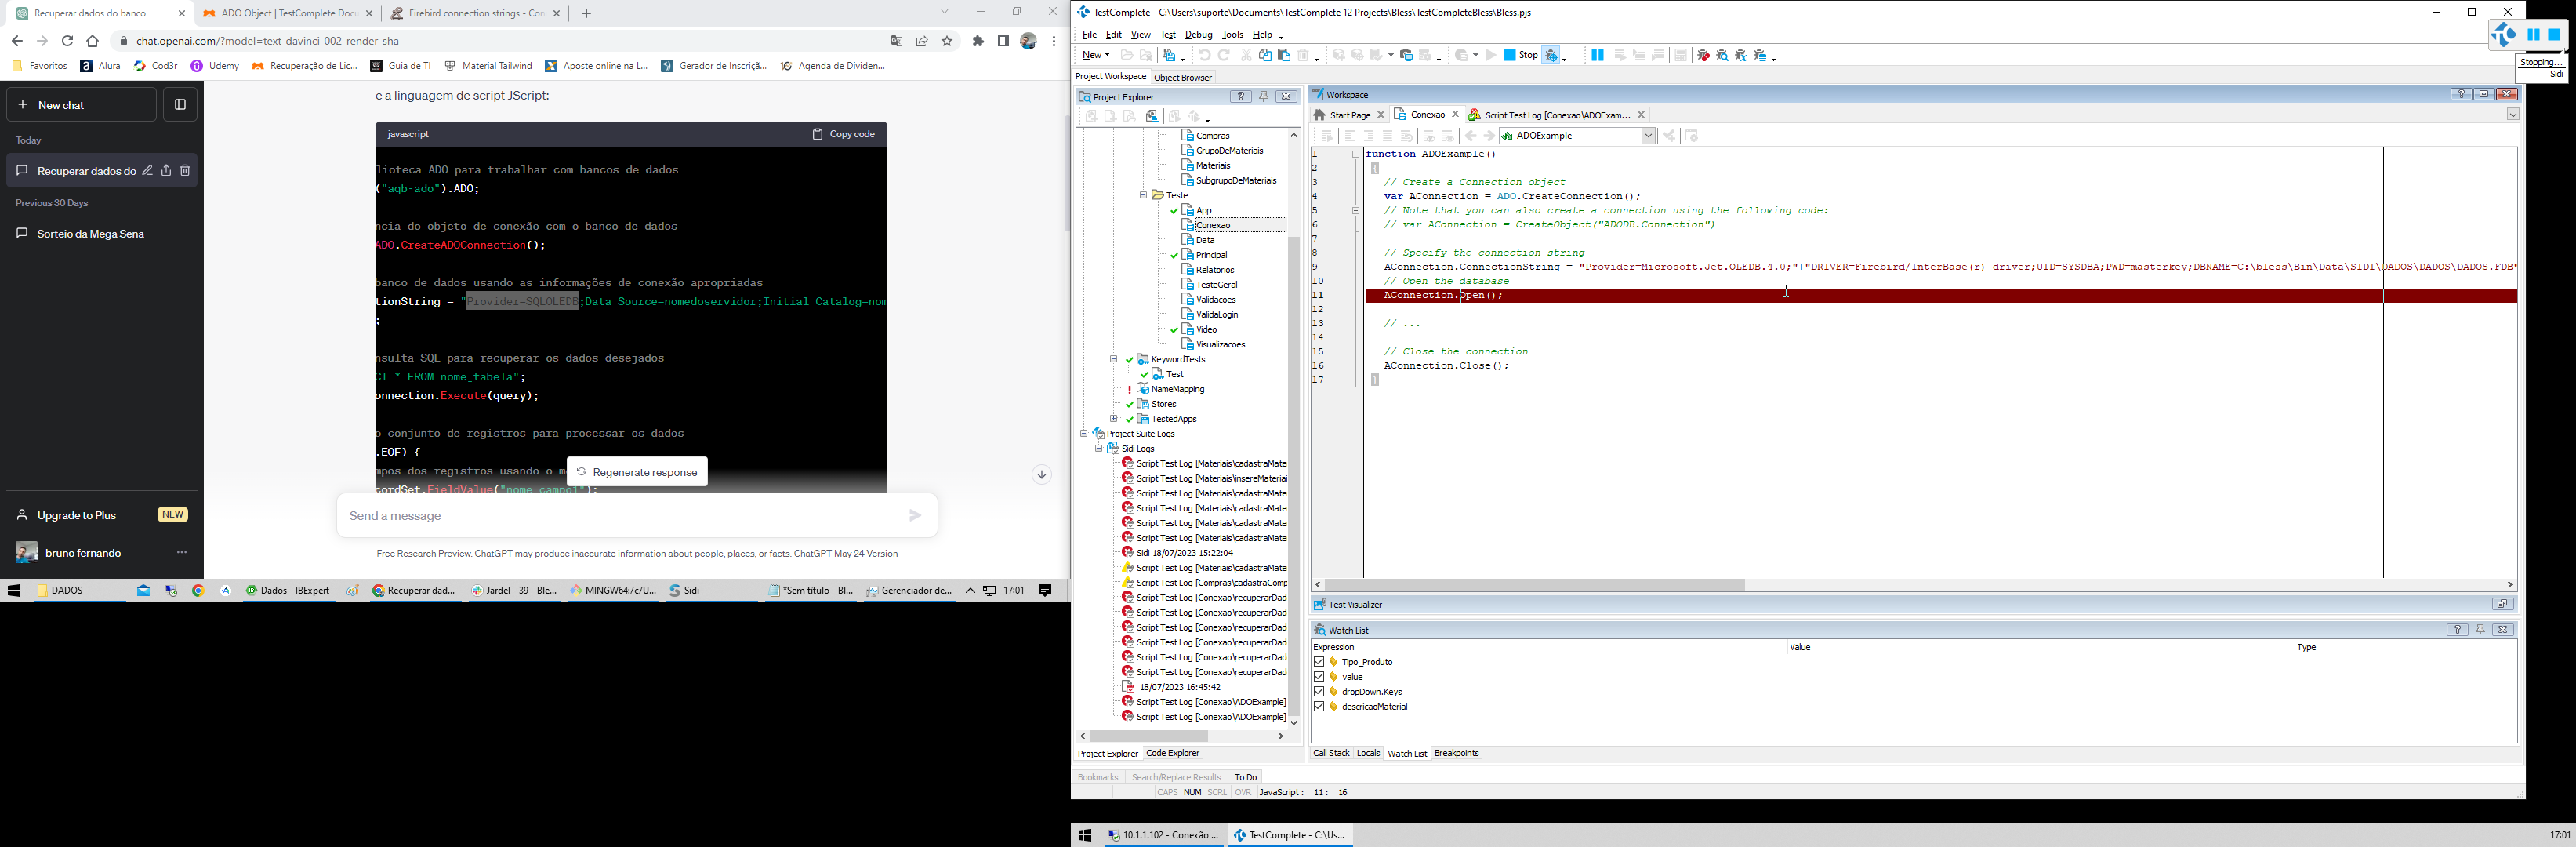 Recuperar dados do banco
ADO Object | TestComplete Docu
Firebird connection strings - Con
chat.openai.com/?model=text-davinci-002-render-sha
Favoritos
Alura
Cod3r
Udemy
Recuperação de Lic...
Guia de TI
Material Tailwind
Aposte online na L...
Gerador de Inscriçã...
Agenda de Dividen...
New chat
Today
Recuperar dados do
Previous 30 Days
Sorteio da Mega Sena
Upgrade to Plus
NEW
bruno fernando
e a linguagem de script JScript:
javascript
Copy code
lioteca ADO para trabalhar com bancos de dados
("aqb-ado").ADO;
ncia do objeto de conexão com o banco de dados
ADO.CreateADOConnection();
banco de dados usando as informações de conexão apropriadas
tionString = "Provider=SQLOLEDB;Data Source=nomedoservidor;Initial Catalog=nom
;
nsulta SQL para recuperar os dados desejados
CT * FROM nome_tabela";
onnection.Execute(query);
o conjunto de registros para processar os dados
.EOF) {
mpos dos registros usando o m
cordSet.FieldValue("nome_campo1");
Regenerate response
Send a message
Free Research Preview. ChatGPT may produce inaccurate information about people, places, or facts. ChatGPT May 24 Version
DADOS
Dados - IBExpert
Recuperar dad...
Jardel - 39 - Ble...
MINGW64:/c/U...
Sidi
*Sem título - Bl...
Gerenciador de...
17:01
TestComplete - C:\Users\suporte\Documents\TestComplete 12 Projects\Bless\TestCompleteBless\Bless.pjs
File Edit View Test Debug Tools Help
New
Stop
Stopping...
Sidi
Project Workspace
Object Browser
Project Explorer
Compras
GrupoDeMateriais
Materiais
SubgrupoDeMateriais
Teste
App
Conexao
Data
Principal
Relatorios
TesteGeral
Validacoes
ValidaLogin
Video
Visualizacoes
KeywordTests
Test
NameMapping
Stores
TestedApps
Project Suite Logs
Sidi Logs
Script Test Log [Materiais\cadastraMate
Script Test Log [Materiais\insereMateriai
Script Test Log [Materiais\cadastraMate
Script Test Log [Materiais\cadastraMate
Script Test Log [Materiais\cadastraMate
Script Test Log [Materiais\cadastraMate
Sidi 18/07/2023 15:22:04
Script Test Log [Materiais\cadastraMate
Script Test Log [Compras\cadastraComp
Script Test Log [Conexao\recuperarDad
Script Test Log [Conexao\recuperarDad
Script Test Log [Conexao\recuperarDad
Script Test Log [Conexao\recuperarDad
Script Test Log [Conexao\recuperarDad
Script Test Log [Conexao\recuperarDad
18/07/2023 16:45:42
Script Test Log [Conexao\ADOExample]
Script Test Log [Conexao\ADOExample]
Project Explorer
Code Explorer
Workspace
Start Page
Conexao
Script Test Log [Conexao\ADOExam...
ADOExample
1 function ADOExample()
2 {
3 // Create a Connection object
4 var AConnection = ADO.CreateConnection();
5 // Note that you can also create a connection using the following code:
6 // var AConnection = CreateObject("ADODB.Connection")
7
8 // Specify the connection string
9 AConnection.ConnectionString = "Provider=Microsoft.Jet.OLEDB.4.0;"+"DRIVER=Firebird/InterBase(r) driver;UID=SYSDBA;PWD=masterkey;DBNAME=C:\bless\Bin\Data\SIDI\DADOS\DADOS\DADOS.FDB"
10 // Open the database
11 AConnection.Open();
12
13 // ...
14
15 // Close the connection
16 AConnection.Close();
17 }
Test Visualizer
Watch List
Expression
Value
Type
Tipo_Produto
value
dropDown.Keys
descricaoMaterial
Call Stack
Locals
Watch List
Breakpoints
Bookmarks
Search/Replace Results
To Do
CAPS NUM SCRL OVR JavaScript: 11: 16
10.1.1.102 - Conexão ...
TestComplete - C:\Us...
17:01